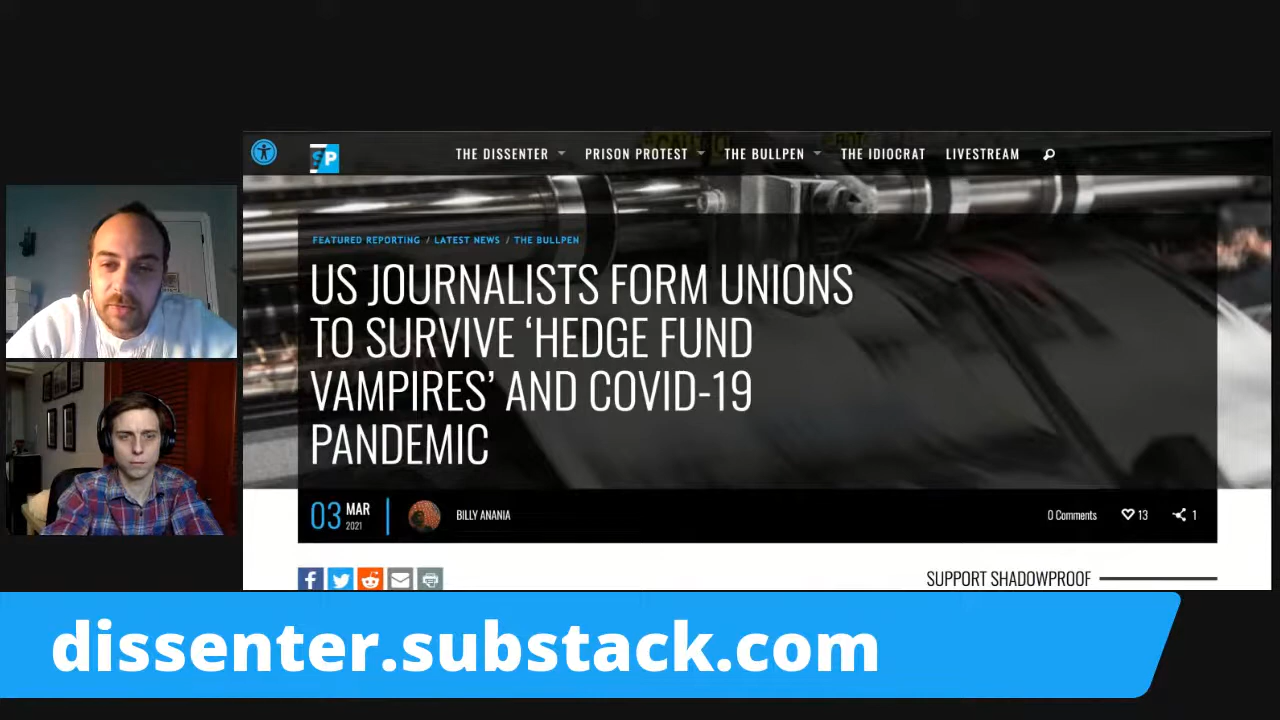 SP
THE DISSENTER
PRISON PROTEST
THE BULLPEN
THE IDIOCRAT
LIVESTREAM
FEATURED REPORTING / LATEST NEWS / THE BULLPEN
US JOURNALISTS FORM UNIONS
TO SURVIVE ‘HEDGE FUND
VAMPIRES’ AND COVID-19
PANDEMIC
03 MAR
2021
BILLY ANANIA
0 Comments
13
1
SUPPORT SHADOWPROOF
dissenter.substack.com